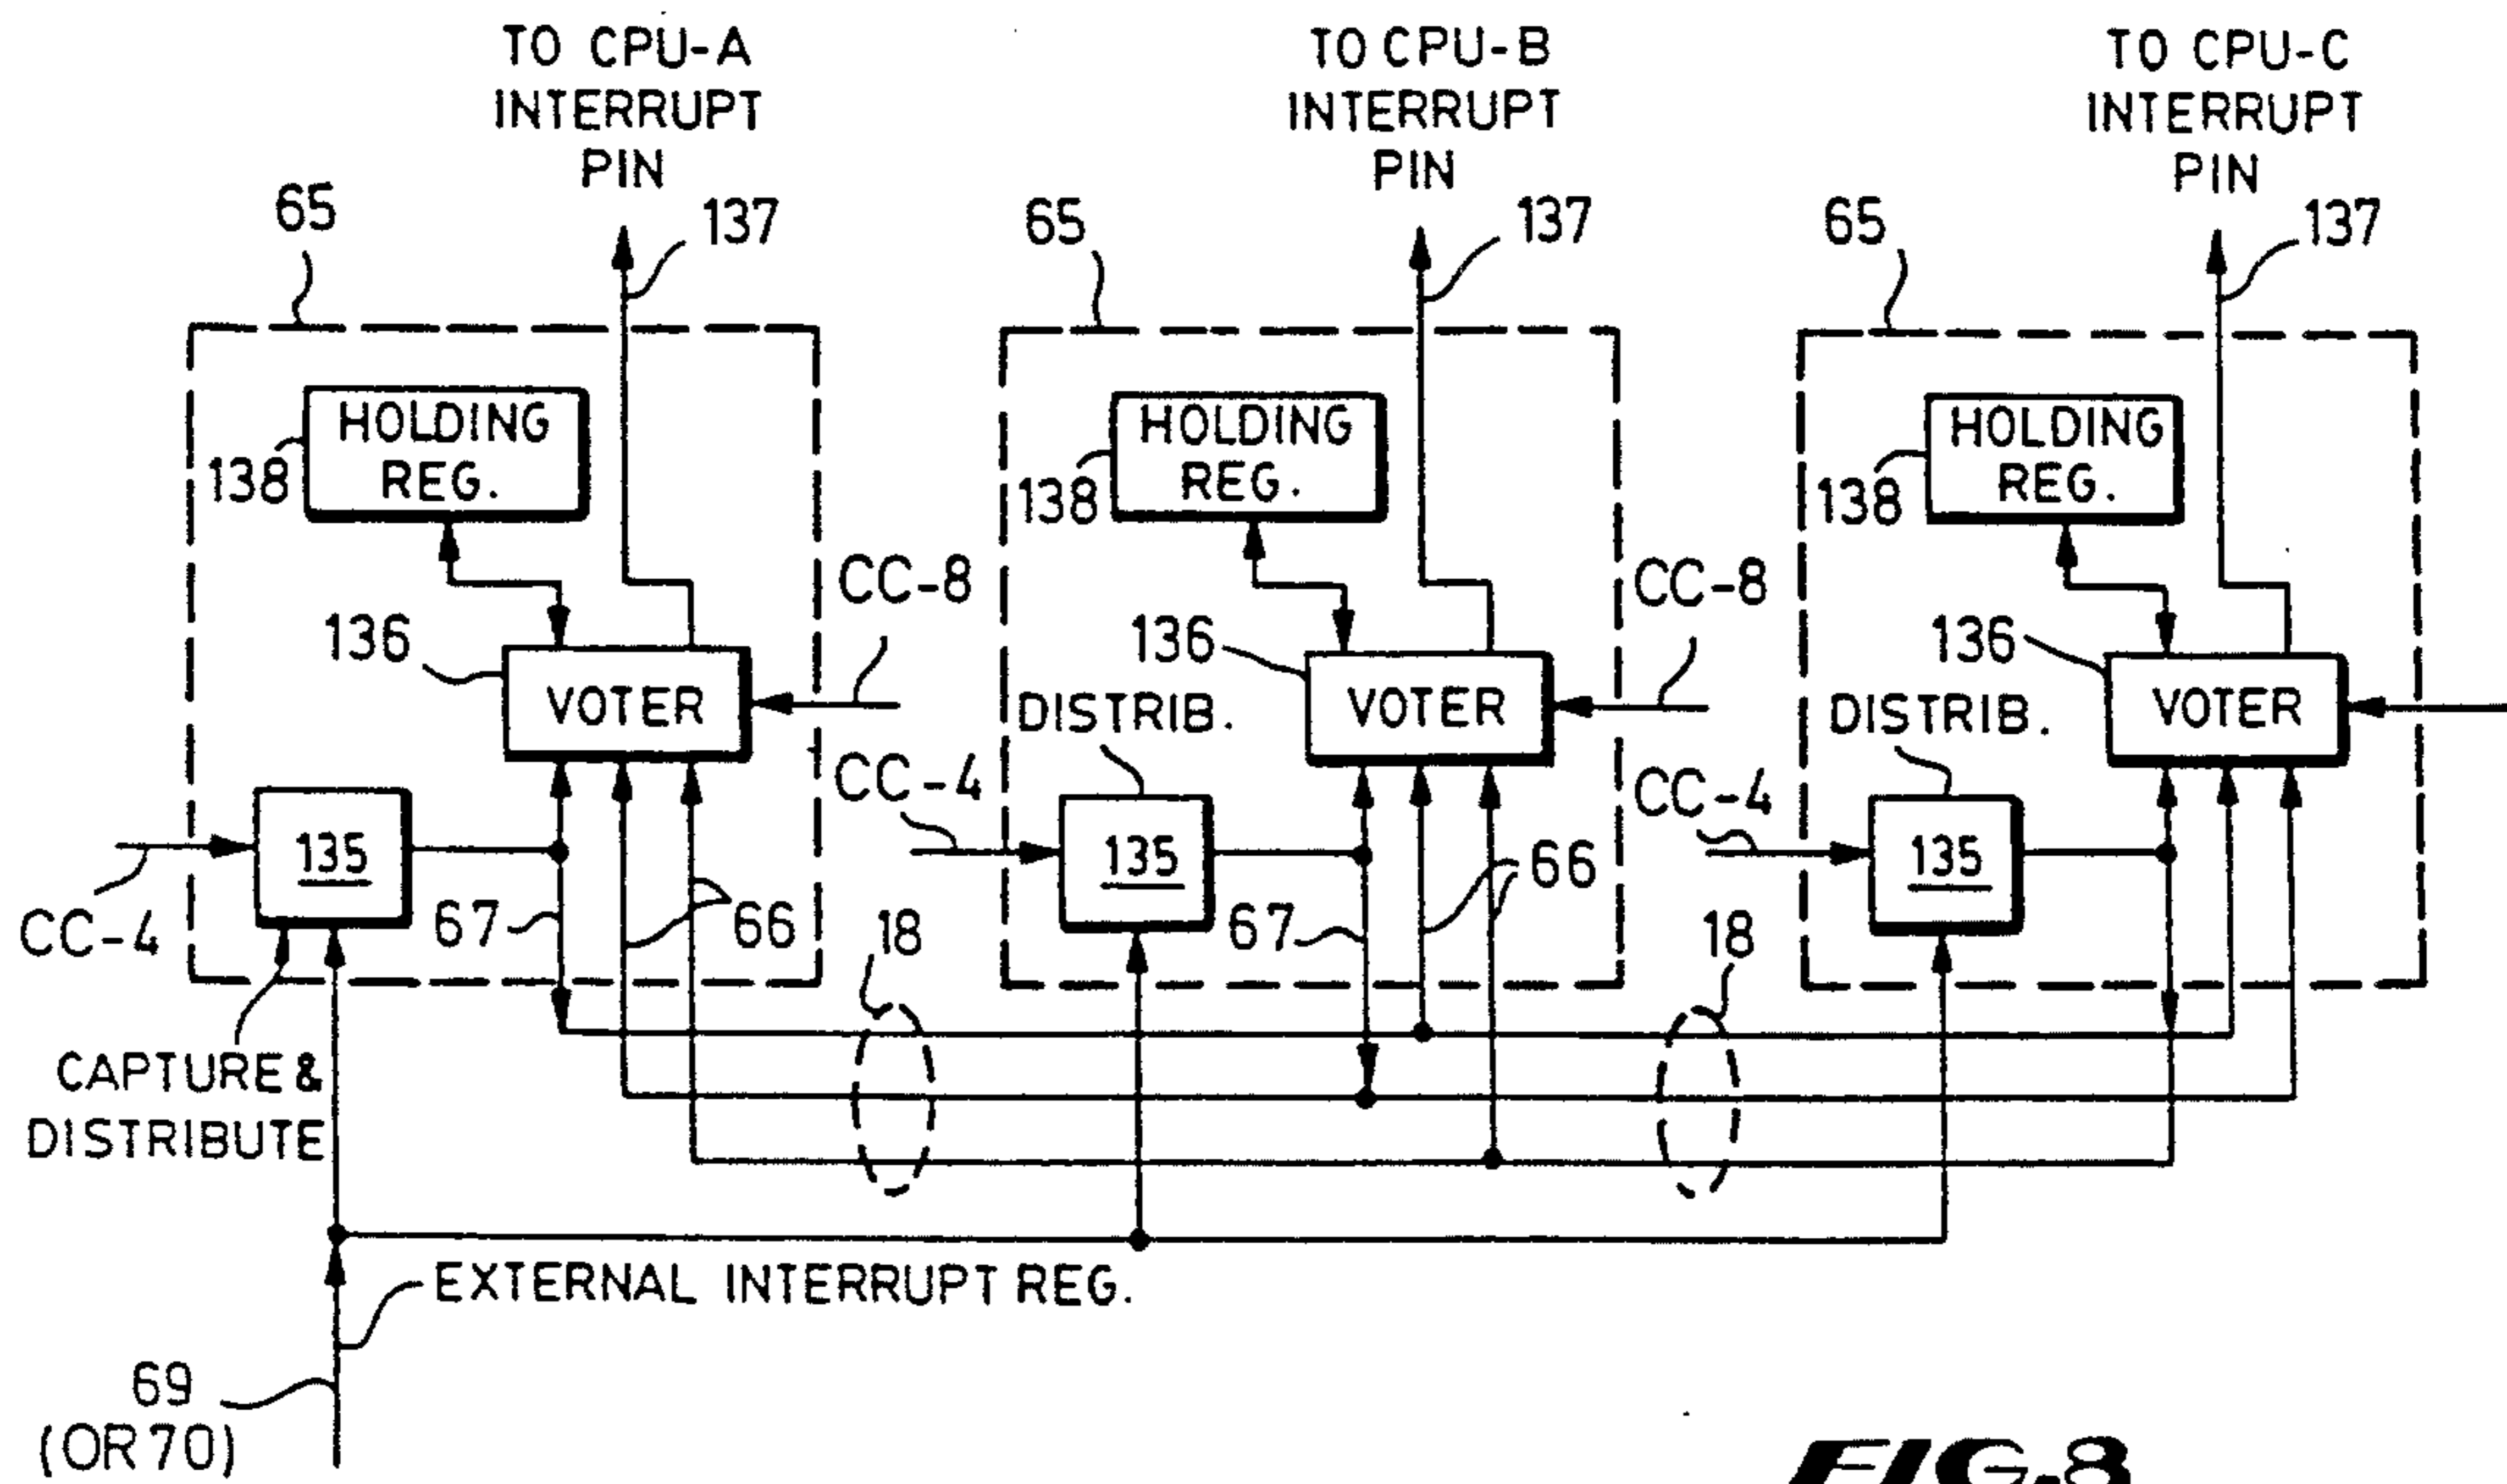 TO CPU-A
INTERRUPT
PIN
TO CPU-B
INTERRUPT
PIN
TO CPU-C
INTERRUPT
PIN
65
137
65
137
65
137
HOLDING
REG.
138
HOLDING
REG.
138
HOLDING
REG.
138
CC-8
CC-8
136
136
136
VOTER
VOTER
VOTER
DISTRIB.
DISTRIB.
CC-4
CC-4
135
135
135
CC-4
67
66
18
67
66
18
CAPTURE &
DISTRIBUTE
EXTERNAL INTERRUPT REG.
69
(OR 70)
FIG.8